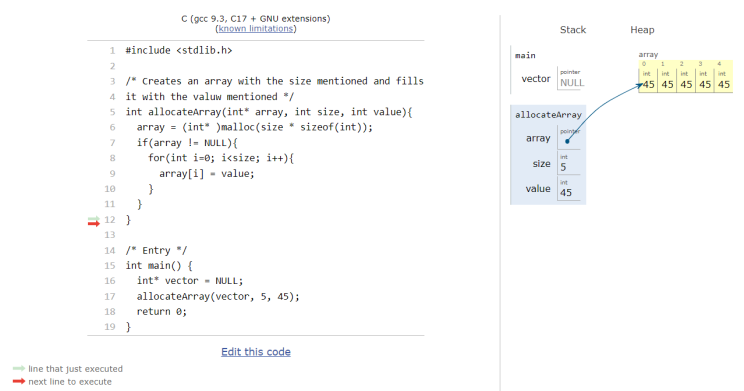 C (gcc 9.3, C17 + GNU extensions)
(known limitations)
1 #include <stdlib.h>
2
3 /* Creates an array with the size mentioned and fills
4 it with the valuw mentioned */
5 int allocateArray(int* array, int size, int value){
6 array = (int* )malloc(size * sizeof(int));
7 if(array != NULL){
8 for(int i=0; i<size; i++){
9 array[i] = value;
10 }
11 }
12 }
13
14 /* Entry */
15 int main() {
16 int* vector = NULL;
17 allocateArray(vector, 5, 45);
18 return 0;
19 }
Edit this code
line that just executed
next line to execute
Stack Heap
main
vector
pointer
NULL
allocateArray
array
pointer
size
int
5
value
int
45
array
0 1 2 3 4
int int int int int
45 45 45 45 45